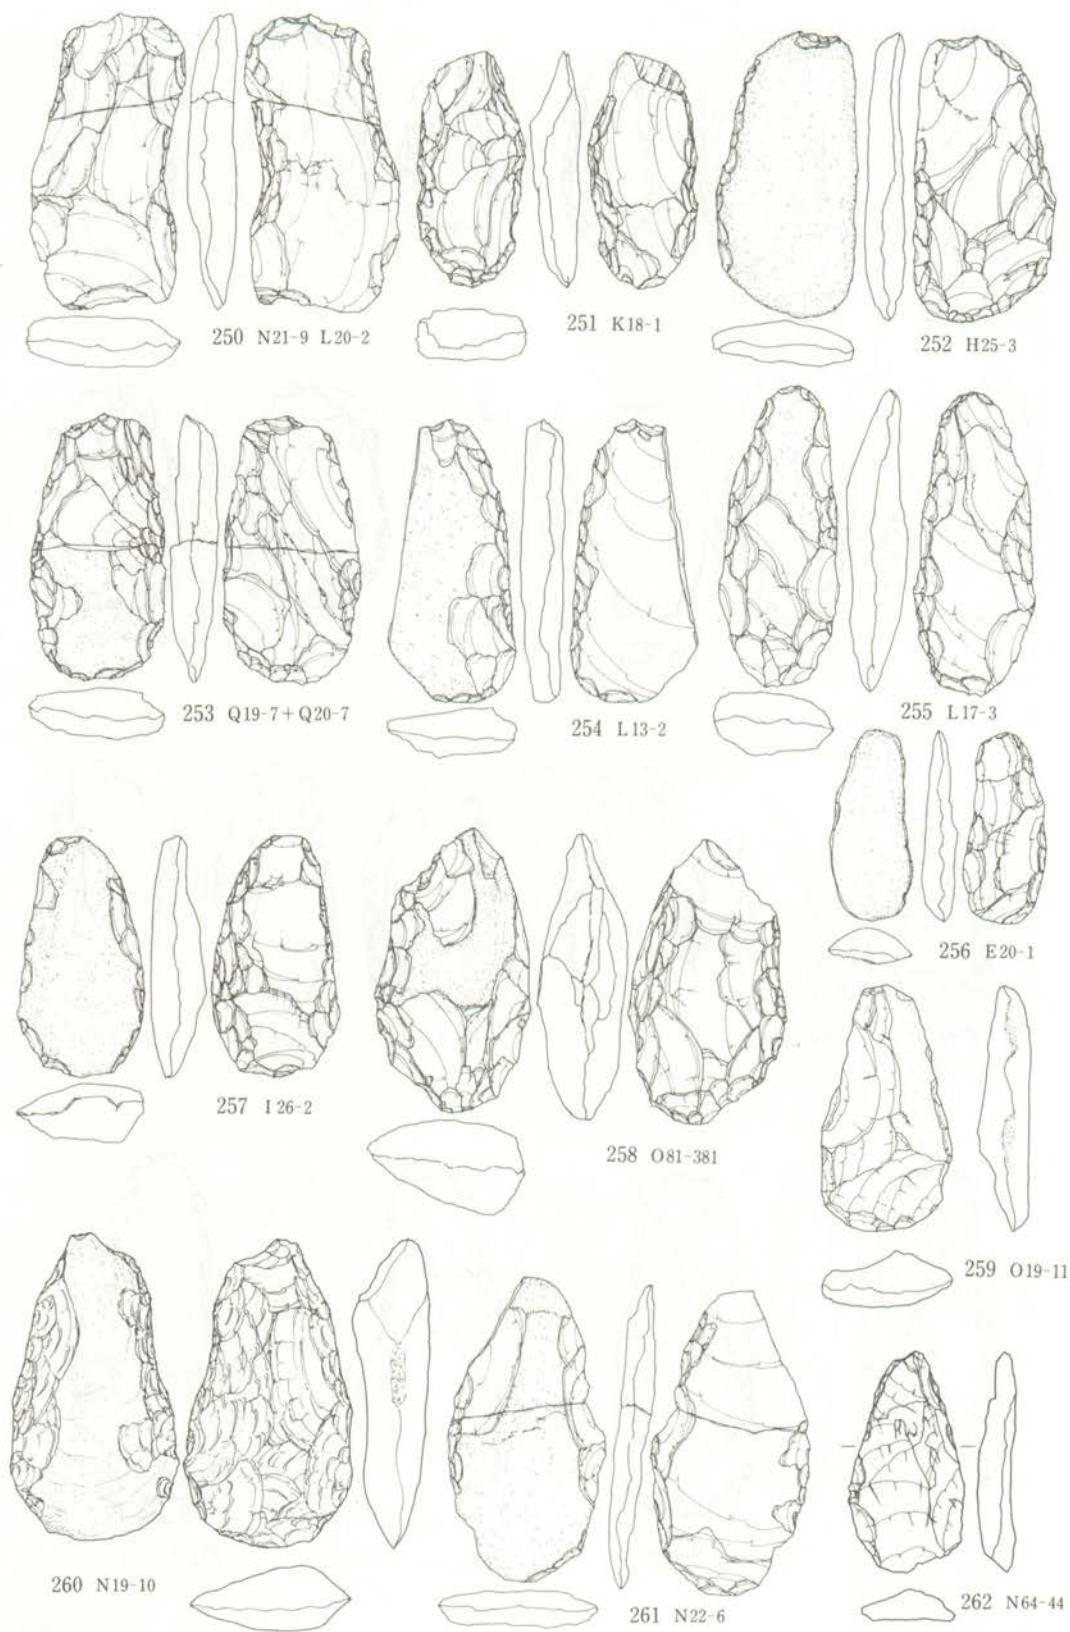 250 N21-9 L20-2
251 K18-1
252 H25-3
253 Q19-7+Q20-7
254 L13-2
255 L17-3
256 E20-1
257 I26-2
258 O81-381
259 O19-11
260 N19-10
261 N22-6
262 N64-44